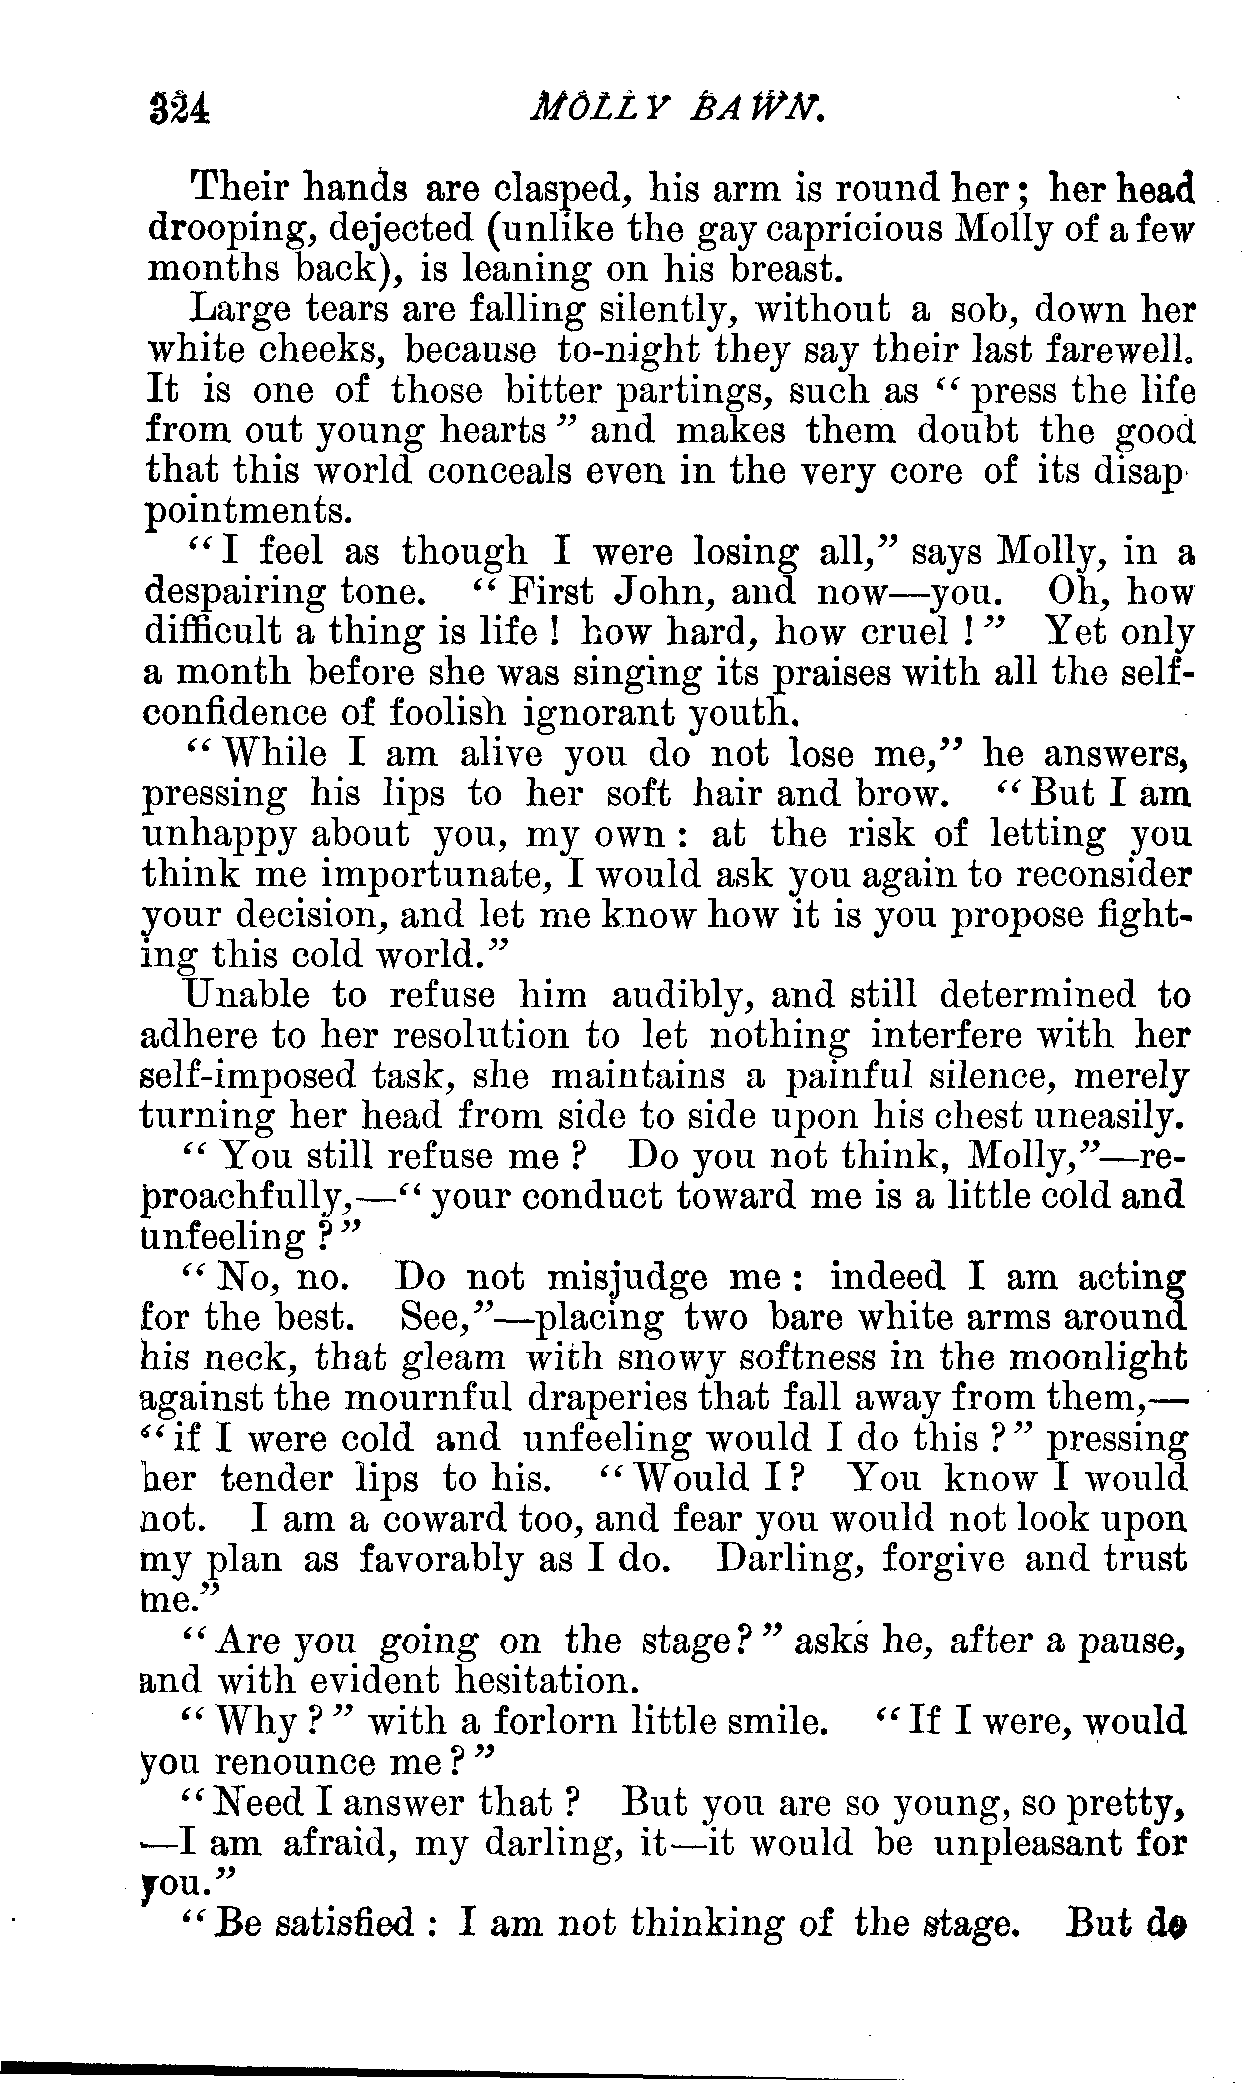 324 MOLLY BAWN.
Their hands are clasped, his arm is round her; her head
drooping, dejected (unlike the gay capricious Molly of a few
months back), is leaning on his breast.
Large tears are falling silently, without a sob, down her
white cheeks, because to-night they say their last farewell.
It is one of those bitter partings, such as "press the life
from out young hearts" and makes them doubt the good
that this world conceals even in the very core of its disap-
pointments.
"I feel as though I were losing all," says Molly, in a
despairing tone. "First John, and now—you. Oh, how
difficult a thing is life! how hard, how cruel!" Yet only
a month before she was singing its praises with all the self-
confidence of foolish ignorant youth.
"While I am alive you do not lose me," he answers,
pressing his lips to her soft hair and brow. "But I am
unhappy about you, my own: at the risk of letting you
think me importunate, I would ask you again to reconsider
your decision, and let me know how it is you propose fight-
ing this cold world."
Unable to refuse him audibly, and still determined to
adhere to her resolution to let nothing interfere with her
self-imposed task, she maintains a painful silence, merely
turning her head from side to side upon his chest uneasily.
"You still refuse me? Do you not think, Molly,"—re-
proachfully,—"your conduct toward me is a little cold and
unfeeling?"
"No, no. Do not misjudge me: indeed I am acting
for the best. See,"—placing two bare white arms around
his neck, that gleam with snowy softness in the moonlight
against the mournful draperies that fall away from them,—
"if I were cold and unfeeling would I do this?" pressing
her tender lips to his. "Would I? You know I would
not. I am a coward too, and fear you would not look upon
my plan as favorably as I do. Darling, forgive and trust
me."
"Are you going on the stage?" asks he, after a pause,
and with evident hesitation.
"Why?" with a forlorn little smile. "If I were, would
you renounce me?"
"Need I answer that? But you are so young, so pretty,
—I am afraid, my darling, it—it would be unpleasant for
you."
"Be satisfied: I am not thinking of the stage. But do